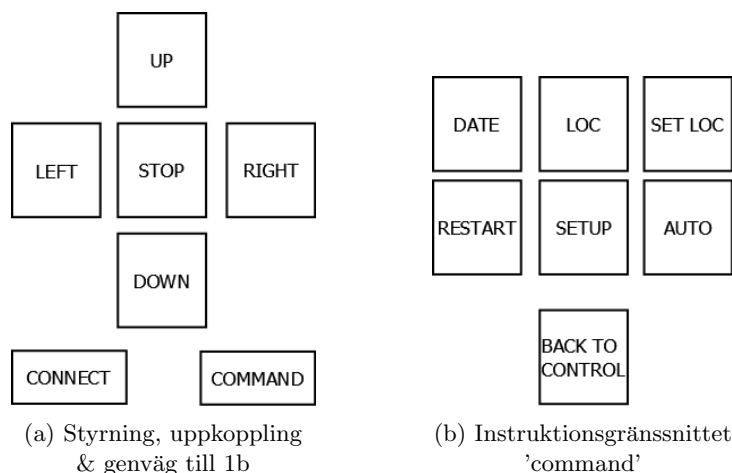 UP
LEFT
STOP
RIGHT
DOWN
CONNECT
COMMAND
(a) Styrning, uppkoppling
& genväg till 1b
DATE
LOC
SET LOC
RESTART
SETUP
AUTO
BACK TO
CONTROL
(b) Instruktionsgränssnittet
’command’